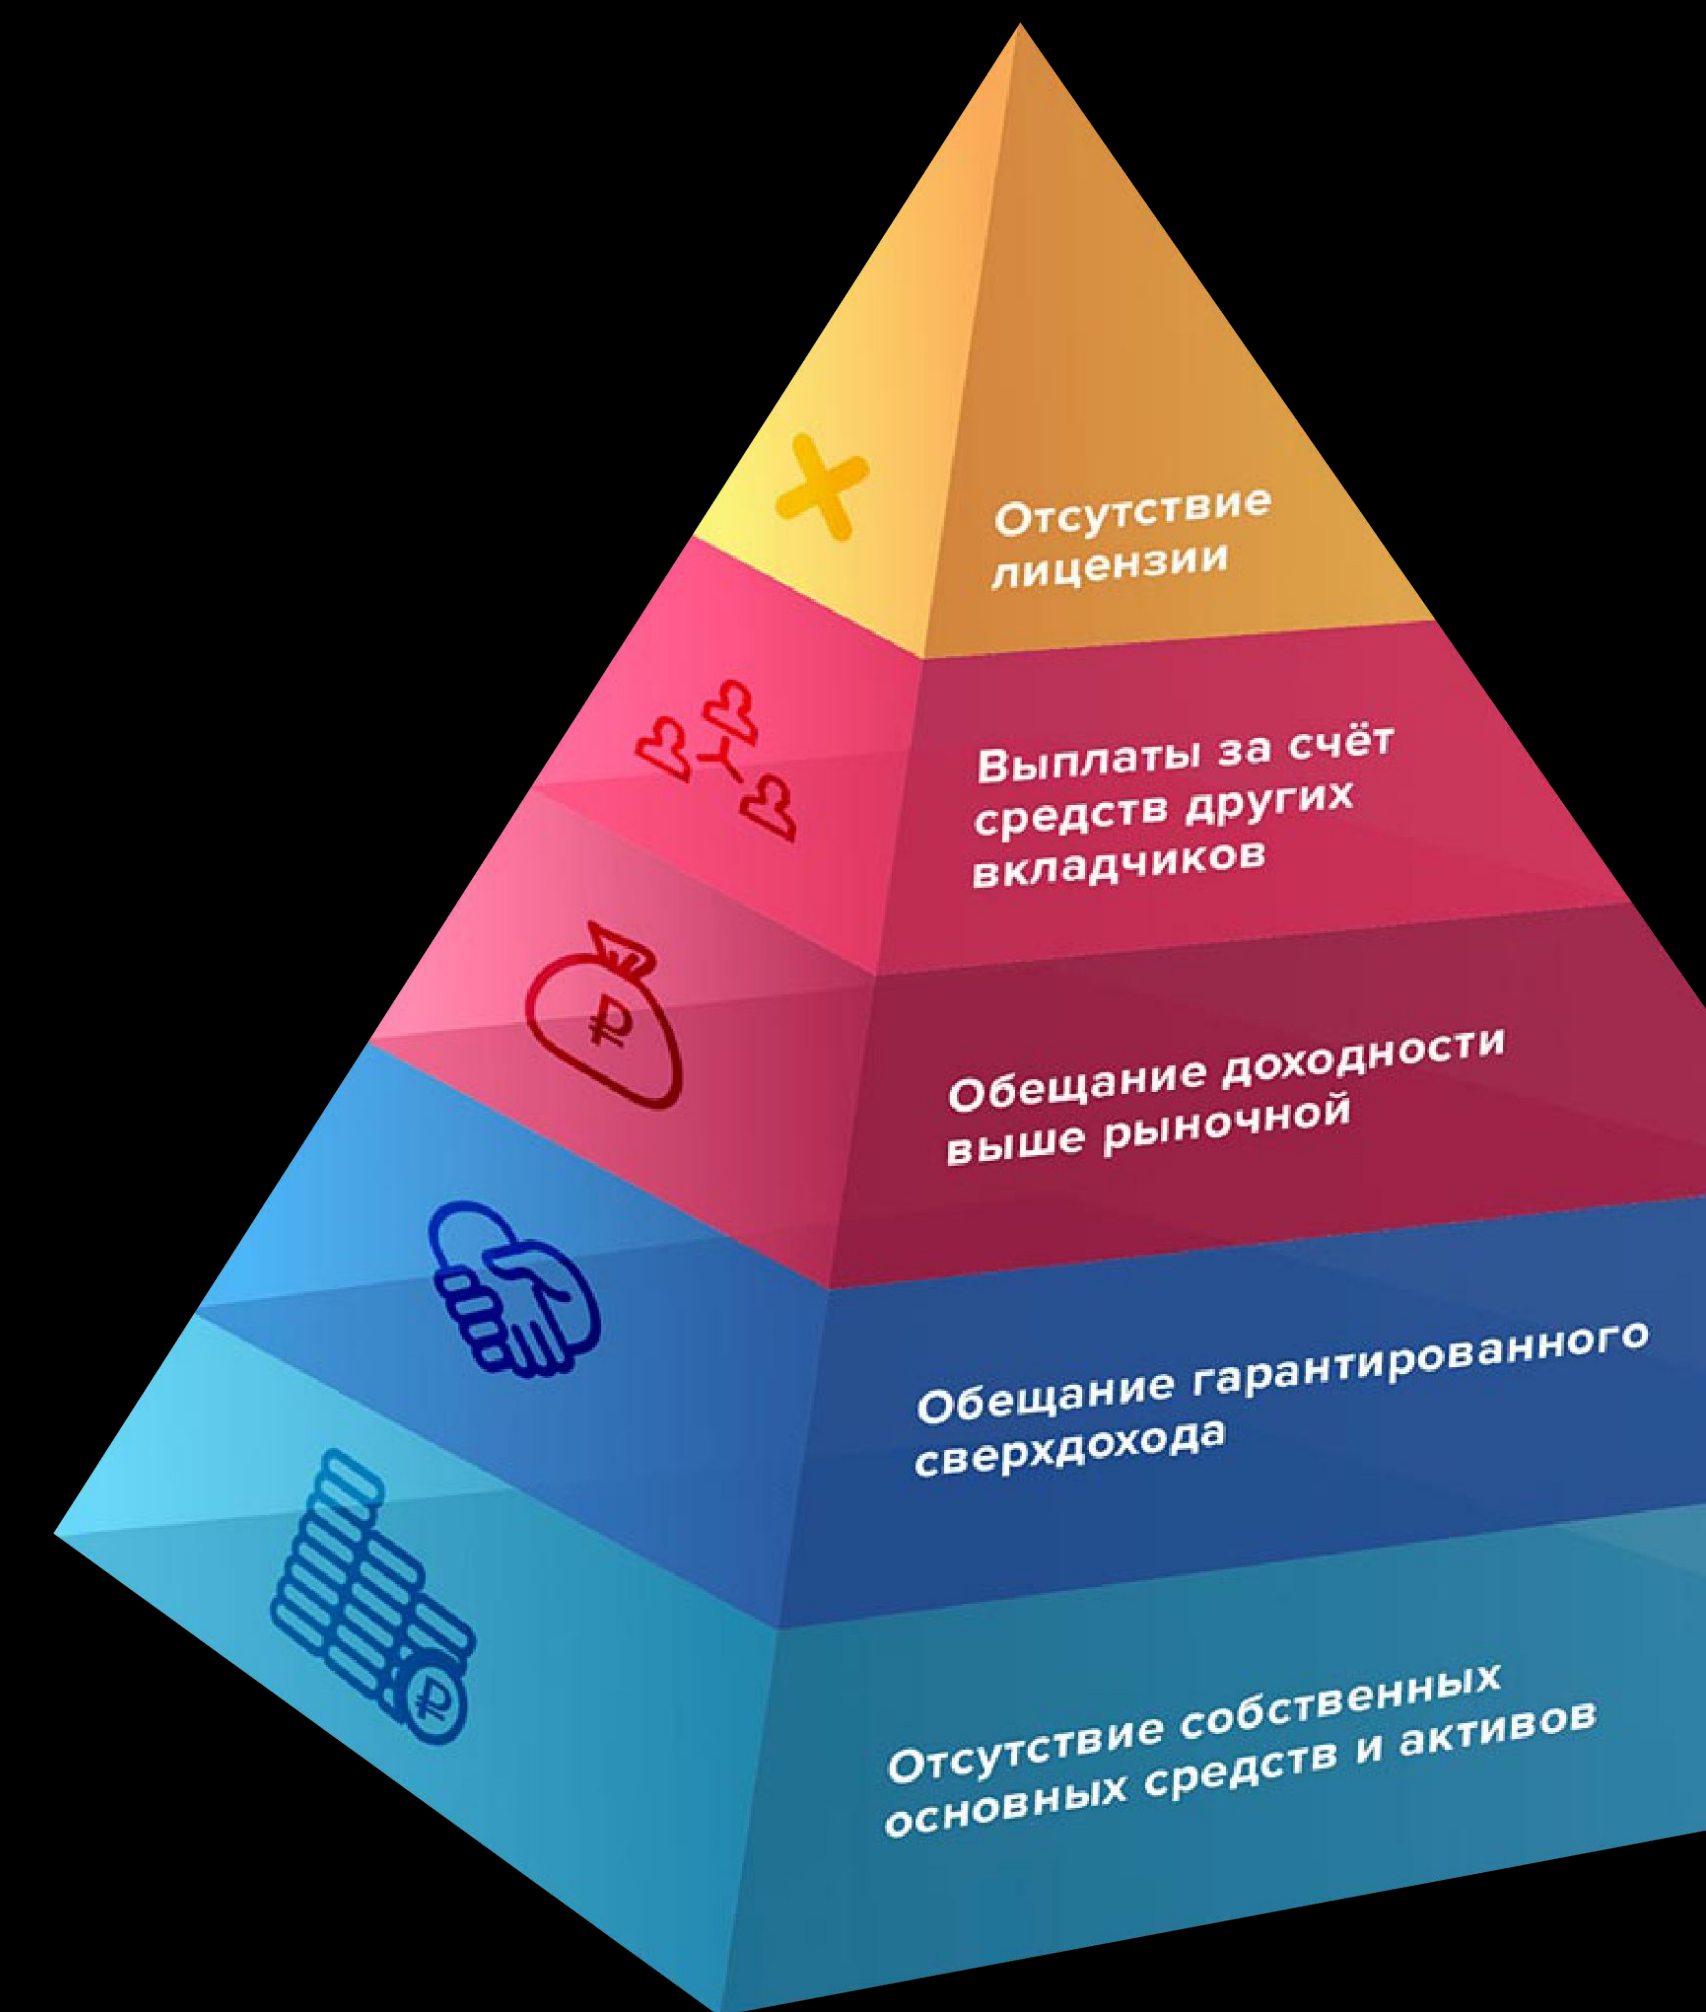 Отсутствие
лицензии
Выплаты за счёт
средств других
вкладчиков
Обещание доходности
выше рыночной
Обещание гарантированного
сверхдохода
Отсутствие собственных
основных средств и активов